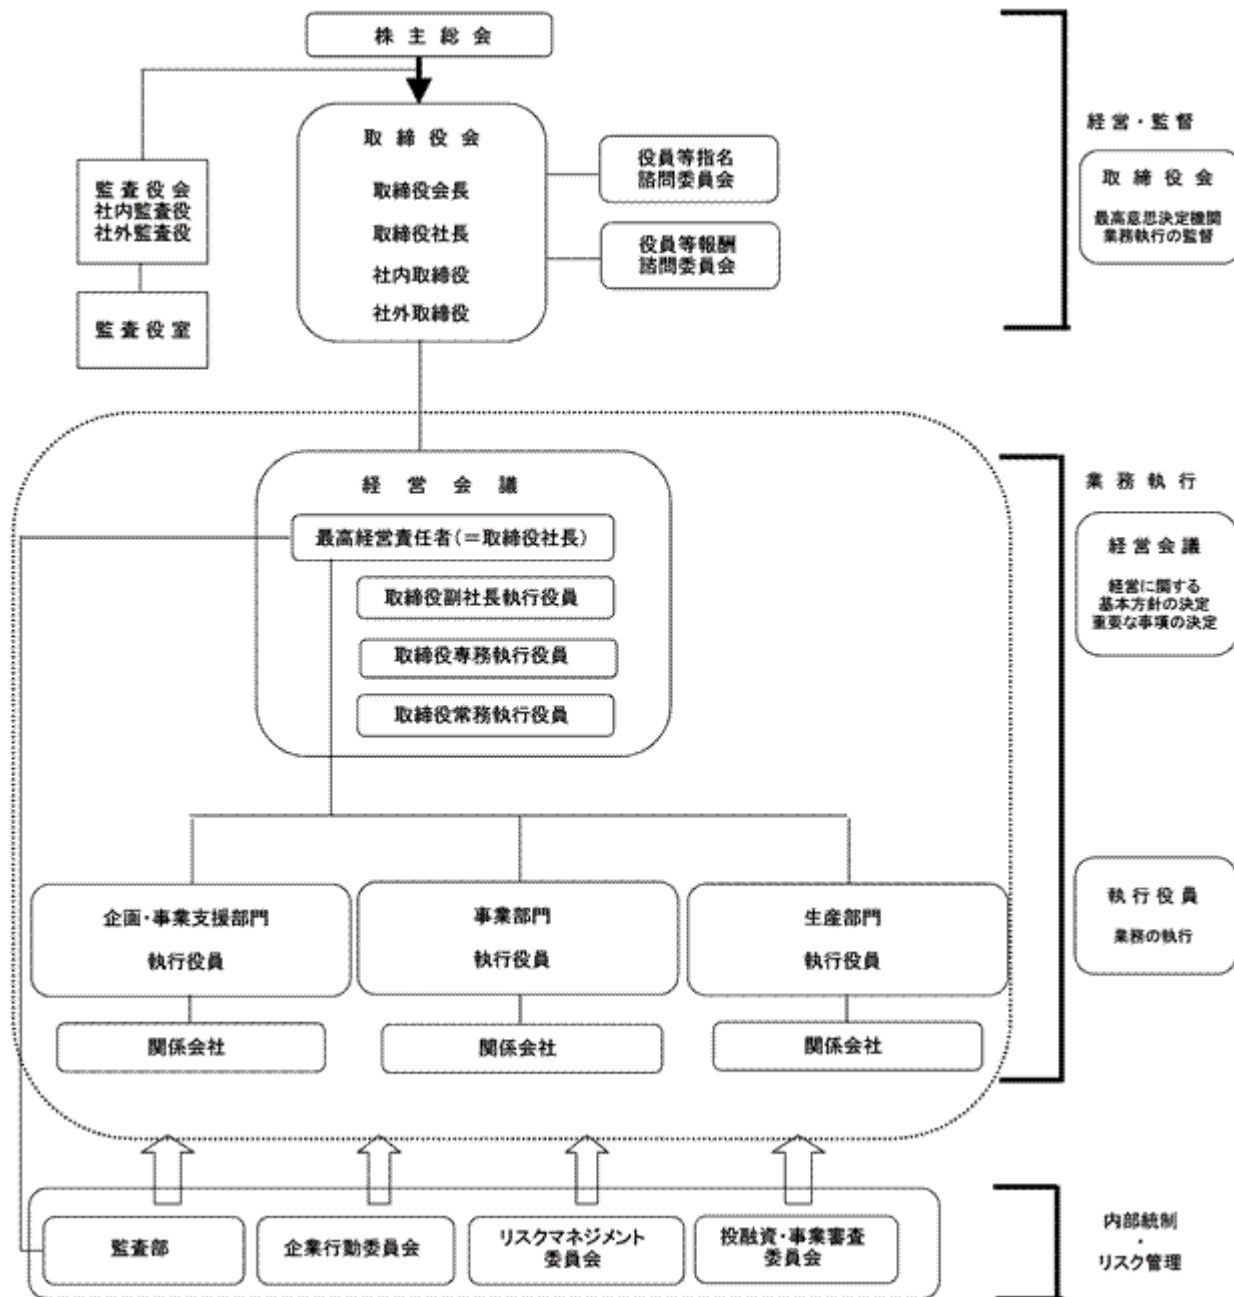 株主総会
取締役会
取締役会長
取締役社長
社内取締役
社外取締役
監査役会
社内監査役
社外監査役
監査役室
役員等指名
諮問委員会
役員等報酬
諮問委員会
経営・監督
取締役会
最高意思決定機関
業務執行の監督
経営会議
最高経営責任者(=取締役社長)
取締役副社長執行役員
取締役専務執行役員
取締役常務執行役員
業務執行
経営会議
経営に関する
基本方針の決定
重要な事項の決定
企画・事業支援部門
執行役員
事業部門
執行役員
生産部門
執行役員
執行役員
業務の執行
関係会社
関係会社
関係会社
監査部
企業行動委員会
リスクマネジメント
委員会
投融資・事業審査
委員会
内部統制
・
リスク管理